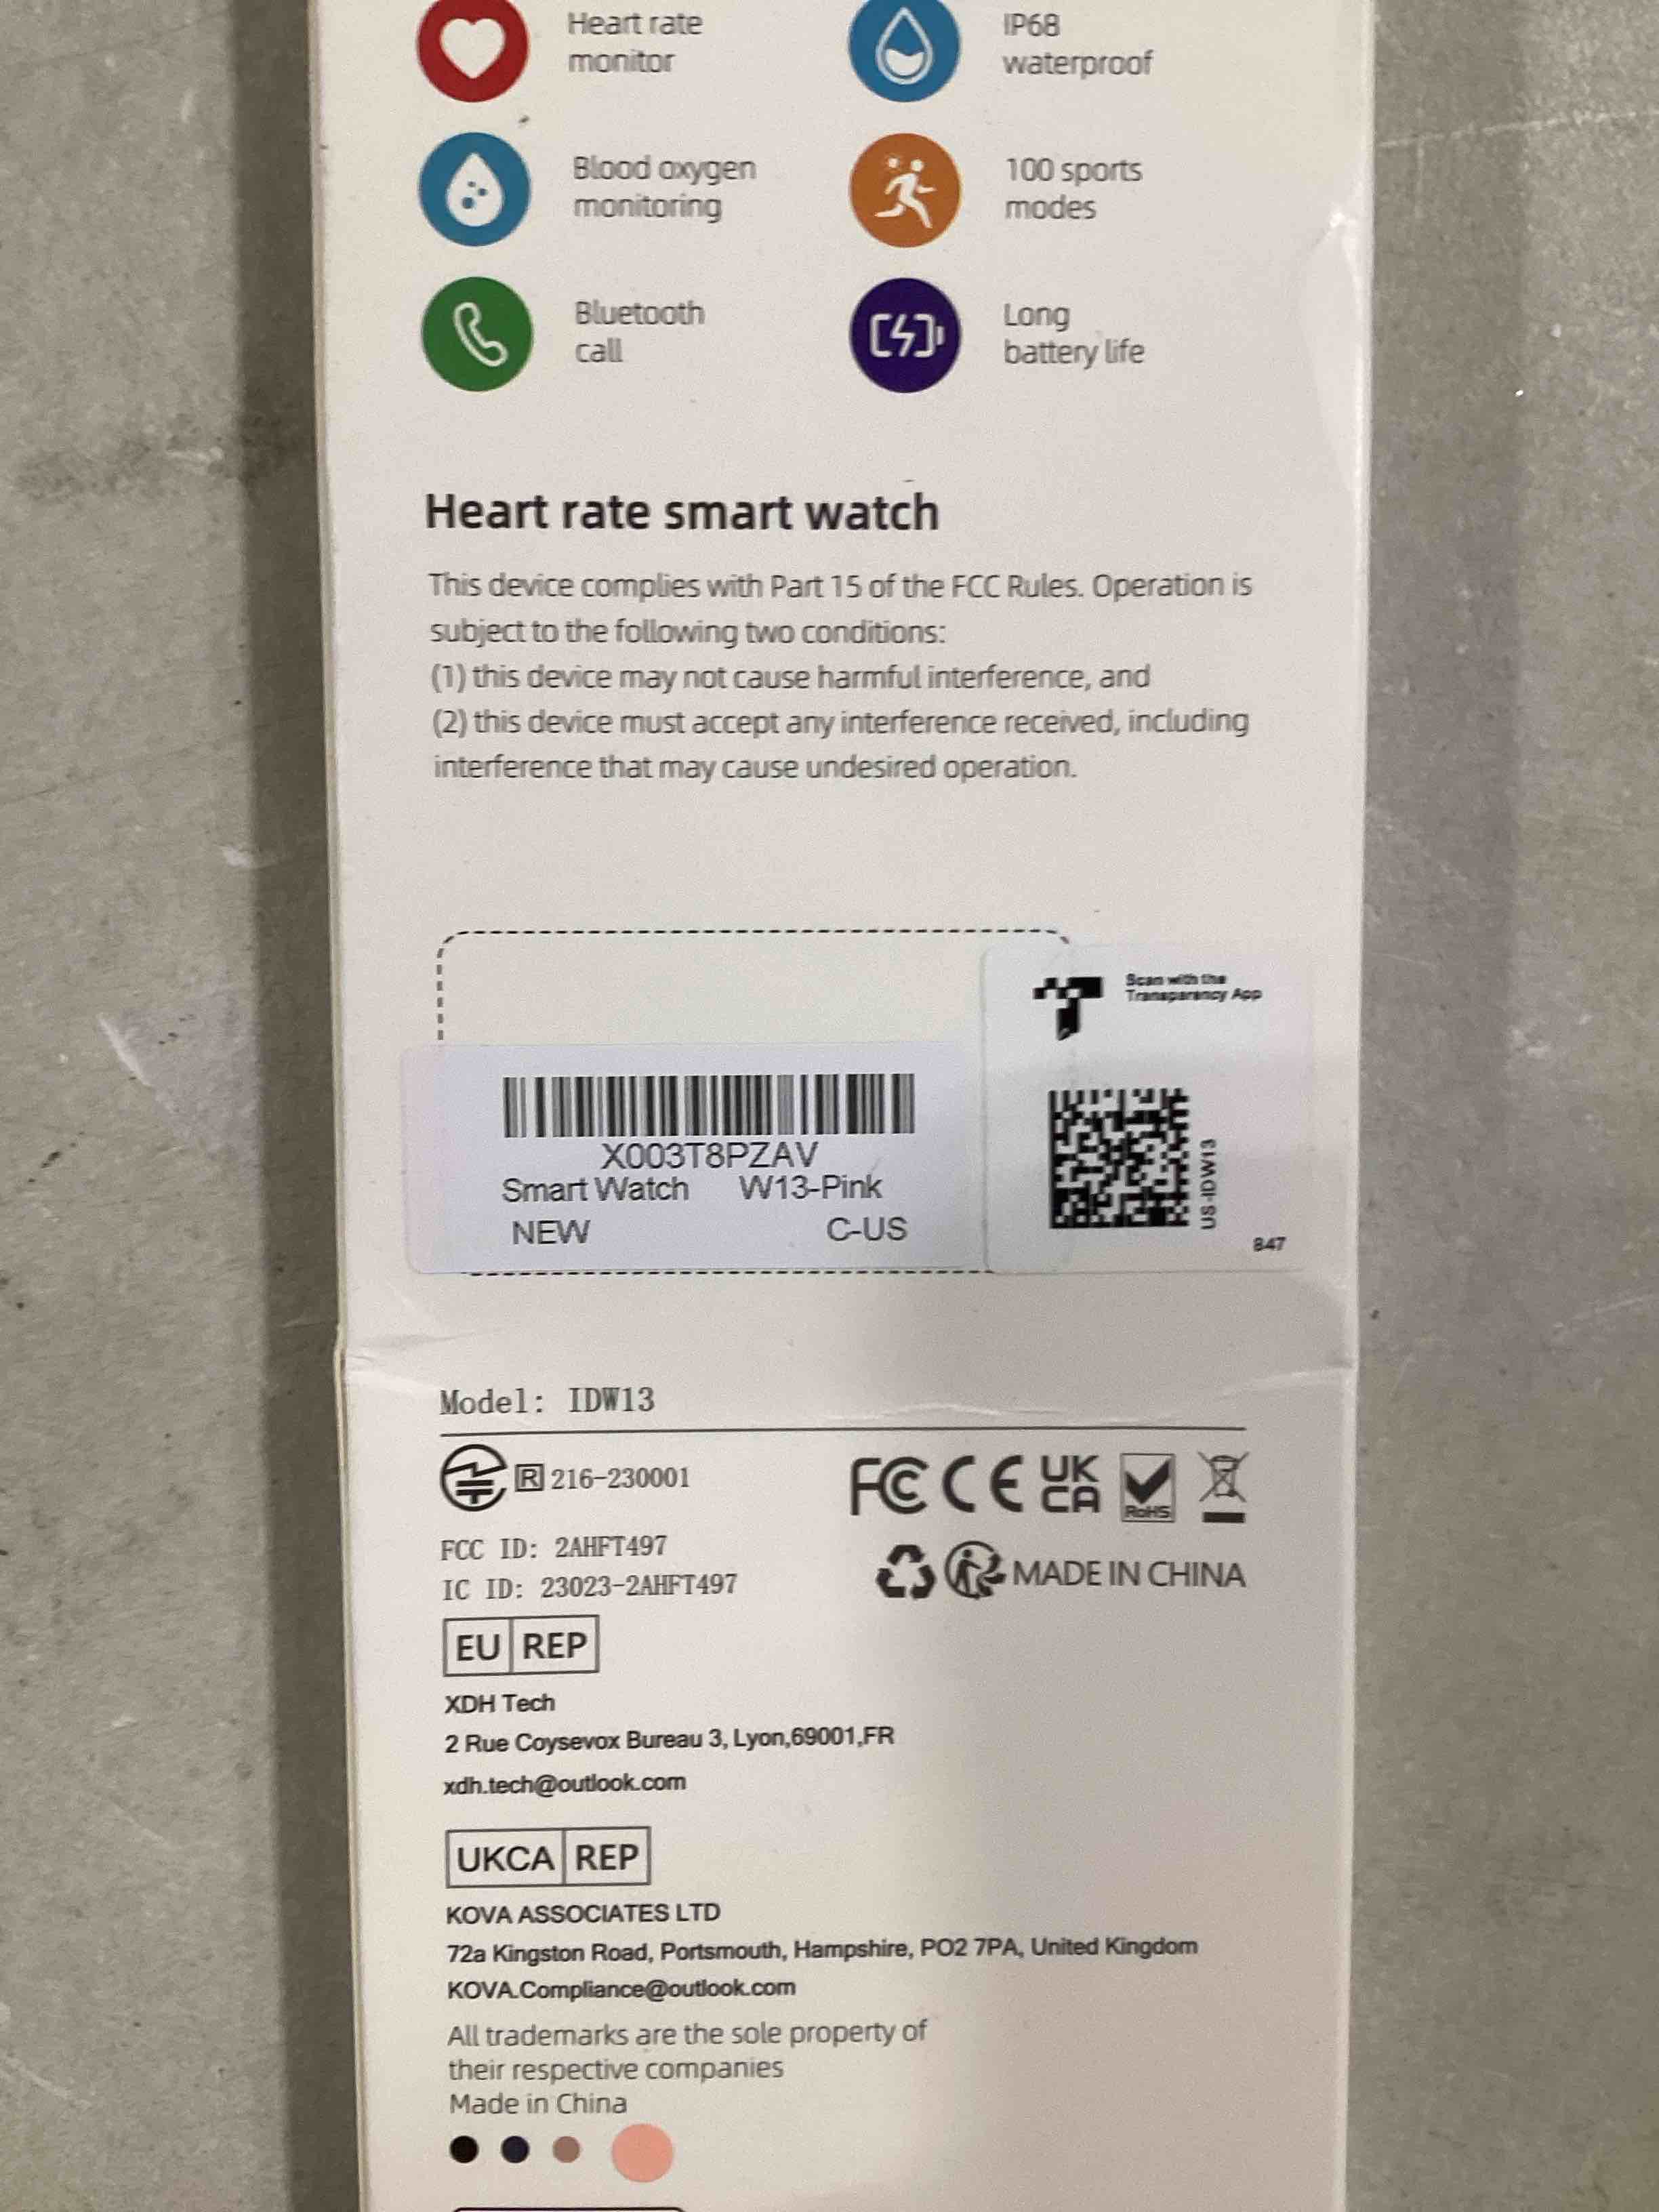 Heart rate
monitor
IP68
waterproof
Blood oxygen
monitoring
100 sports
modes
Bluetooth
call
Long
battery life
Heart rate smart watch
This device complies with Part 15 of the FCC Rules. Operation is
subject to the following two conditions:
(1) this device may not cause harmful interference, and
(2) this device must accept any interference received, including
interference that may cause undesired operation.
Scan with the
Transparency App
X003T8PZAV
Smart Watch W13-Pink
NEW C-US
US-IDW13
847
Model: IDW13
R 216-230001
FC CE UK
CA
RoHS
FCC ID: 2AHFT497
IC ID: 23023-2AHFT497
MADE IN CHINA
EU REP
XDH Tech
2 Rue Coysevox Bureau 3, Lyon,69001,FR
xdh.tech@outlook.com
UKCA REP
KOVA ASSOCIATES LTD
72a Kingston Road, Portsmouth, Hampshire, PO2 7PA, United Kingdom
KOVA.Compliance@outlook.com
All trademarks are the sole property of
their respective companies
Made in China